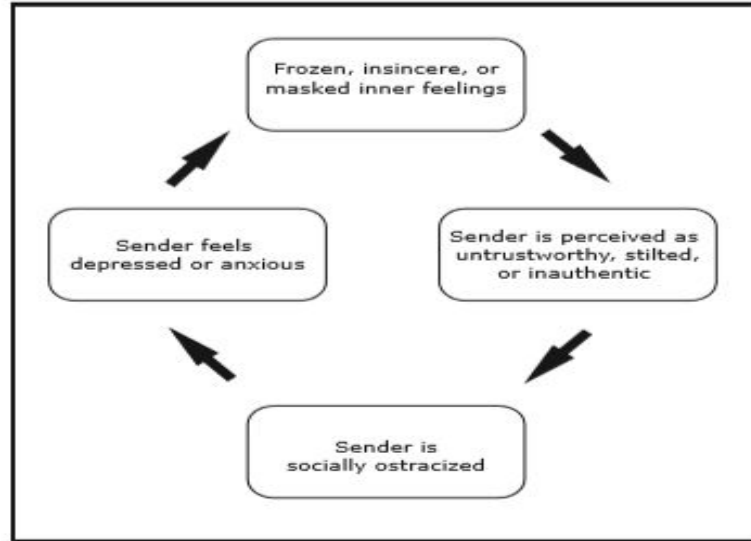 Frozen, insincere, or
masked inner feelings
Sender feels
depressed or anxious
Sender is perceived as
untrustworthy, stilted,
or inauthentic
Sender is
socially ostracized